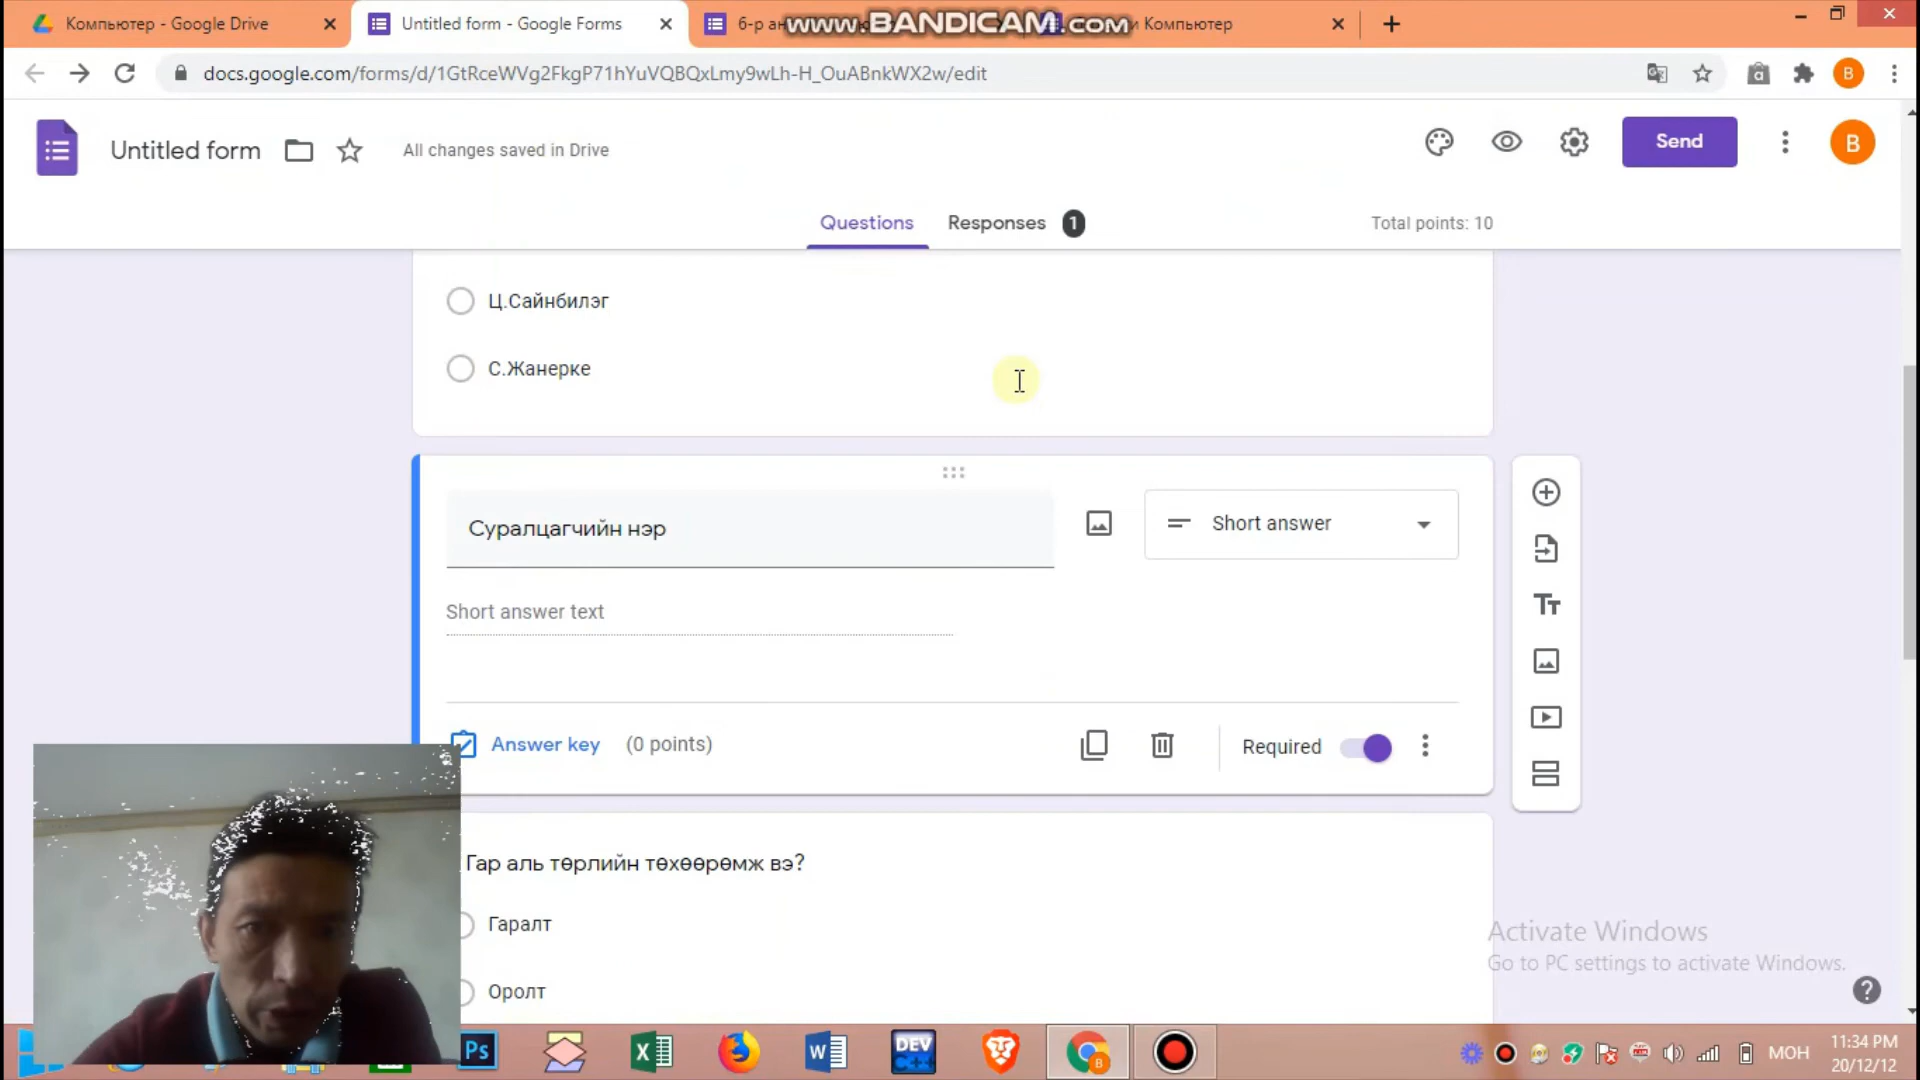 Компьютер - Google Drive
Untitled form - Google Forms
6-р ан
www.BANDICAM.com
и Компьютер
docs.google.com/forms/d/1GtRceWVg2FkgP71hYuVQBQxLmy9wLh-H_OuABnkWX2w/edit
B
Untitled form
All changes saved in Drive
Send
B
Questions
Responses
1
Total points: 10
Ц.Сайнбилэг
С.Жанерке
Суралцагчийн нэр
Short answer
Short answer text
Tт
Answer key
(0 points)
Required
Гар аль төрлийн төхөөрөмж вэ?
Гаралт
Оролт
Activate Windows
Go to PC settings to activate Windows.
Ps
DEV
C++
B
МОН
11:34 PM
20/12/12